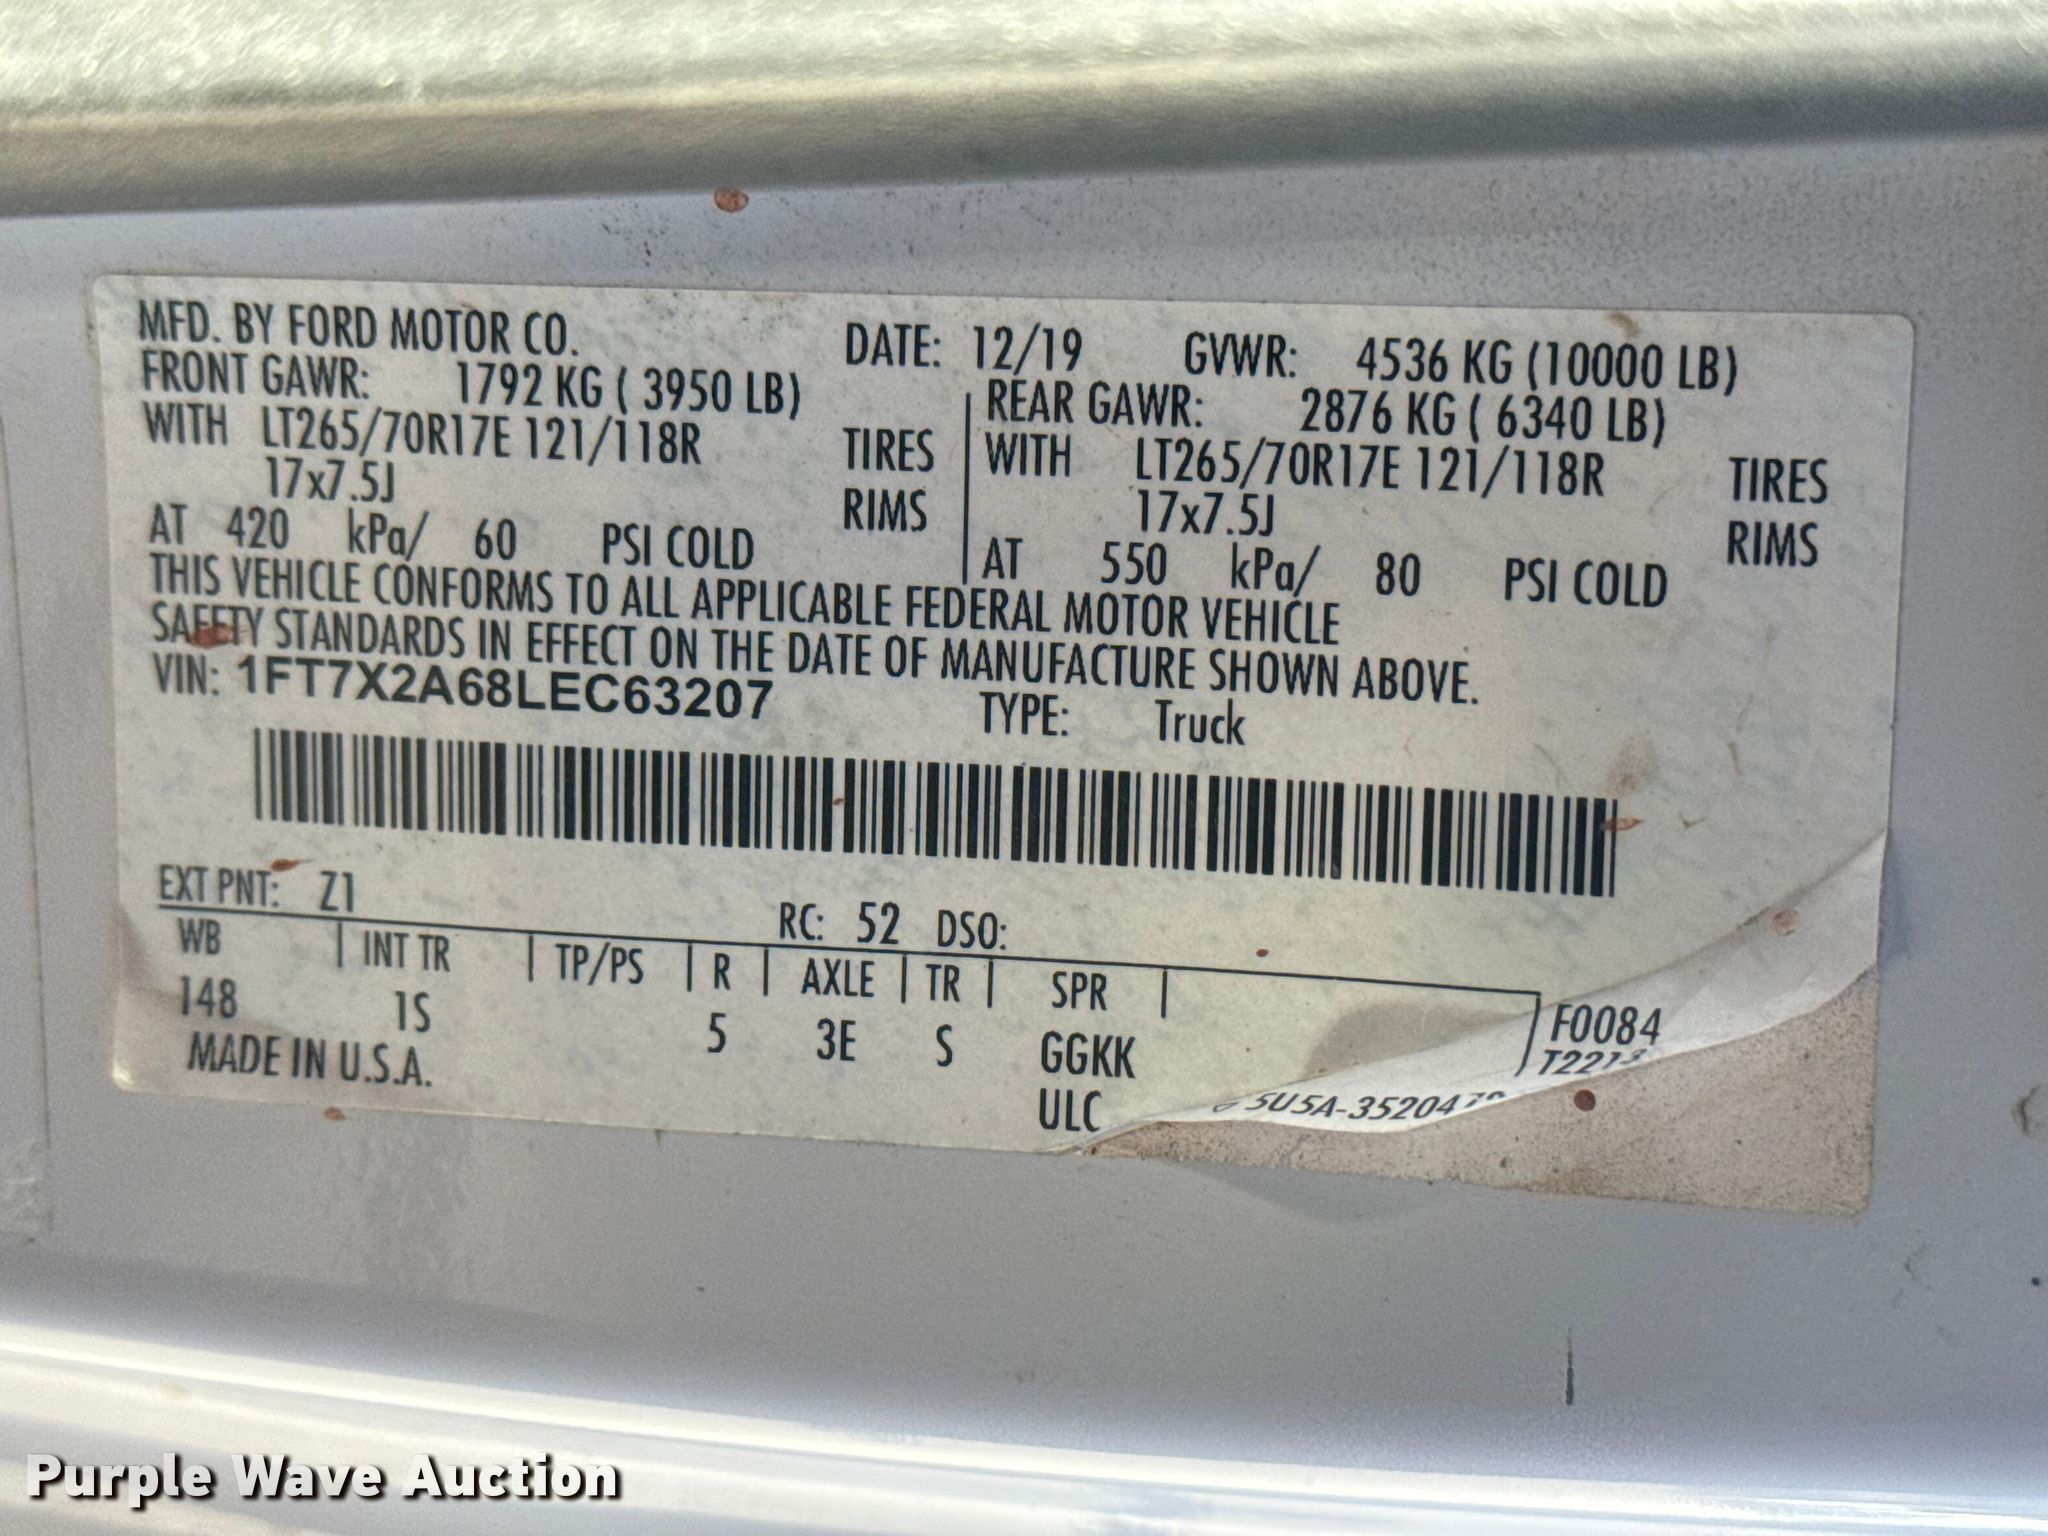 MFD. BY FORD MOTOR CO. DATE: 12/19 GVWR: 4536 KG (10000 LB)
FRONT GAWR: 1792 KG ( 3950 LB) REAR GAWR: 2876 KG ( 6340 LB)
WITH LT265/70R17E 121/118R TIRES WITH LT265/70R17E 121/118R TIRES
17x7.5J RIMS 17x7.5J RIMS
AT 420 kPa/ 60 PSI COLD AT 550 kPa/ 80 PSI COLD
THIS VEHICLE CONFORMS TO ALL APPLICABLE FEDERAL MOTOR VEHICLE
SAFETY STANDARDS IN EFFECT ON THE DATE OF MANUFACTURE SHOWN ABOVE.
VIN: 1FT7X2A68LEC63207 TYPE: Truck
EXT PNT: Z1 RC: 52 DSO:
WB | INT TR | TP/PS | R | AXLE | TR | SPR |
148 1S 5 3E S GGKK F0084
MADE IN U.S.A. ULC
Purple Wave Auction